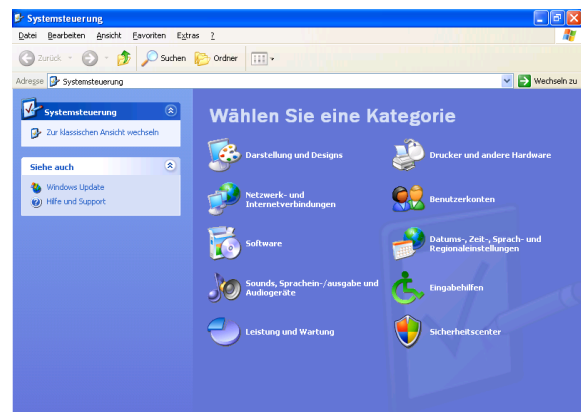 Systemsteuerung
Datei Bearbeiten Ansicht Favoriten Extras ?
Zurück Suchen Ordner
Adresse Systemsteuerung Wechseln zu
Systemsteuerung
Zur klassischen Ansicht wechseln
Siehe auch
Windows Update
Hilfe und Support
Wählen Sie eine Kategorie
Darstellung und Designs
Drucker und andere Hardware
Netzwerk- und
Internetverbindungen
Benutzerkonten
Software
Datums-, Zeit-, Sprach- und
Regionaleinstellungen
Sounds, Sprachein-/ausgabe und
Audiogeräte
Eingabehilfen
Leistung und Wartung
Sicherheitscenter